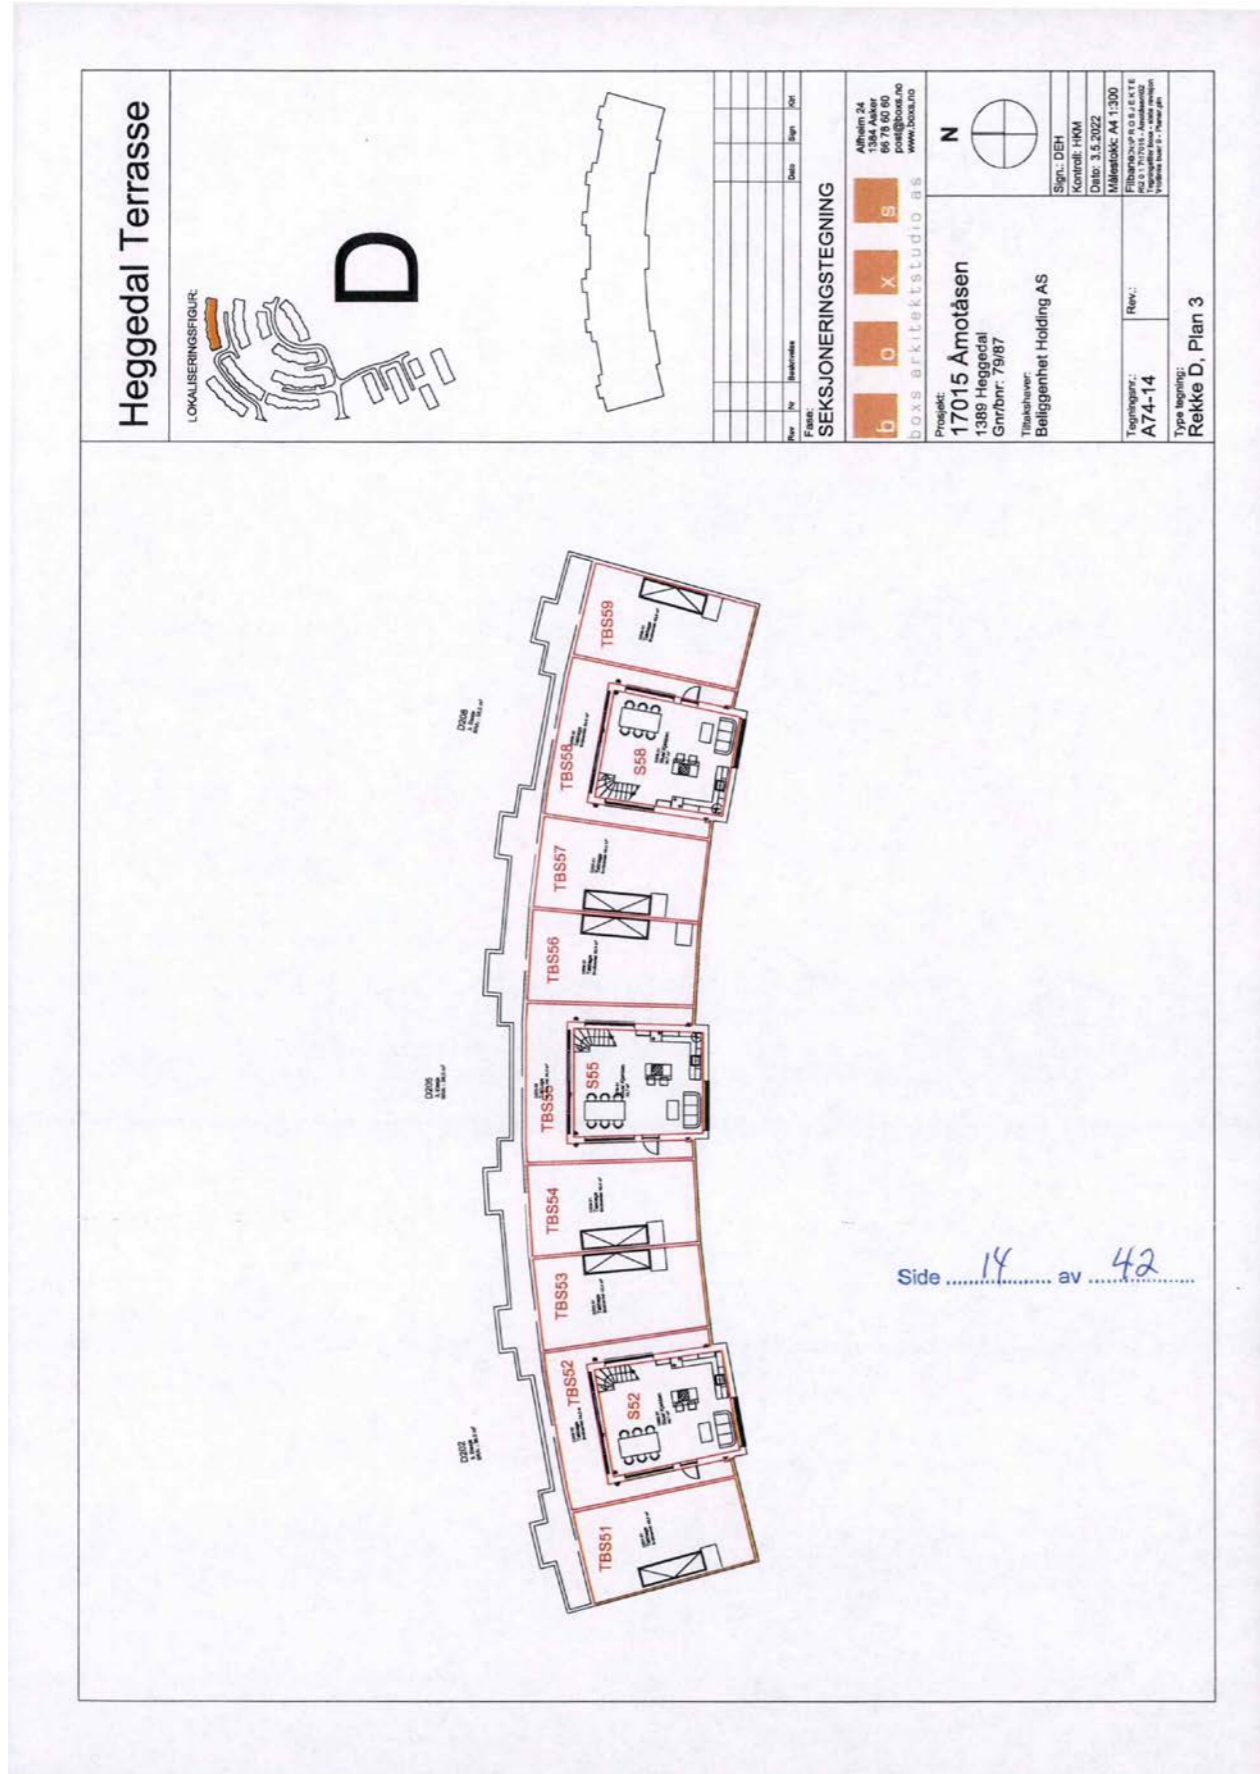 Heggedal Terrasse
LOKALISERINGSFIGUR:
D
Rev Nr Beskrivelse Dato Sign Ktrl
Fase:
SEKSJONERINGSTEGNING
b o x s
boxs arkitektstudio as
1384 Asker
66 78 60 60
post@boxs.no
www.boxs.no
Prosjekt:
17015 Åmotåsen
1389 Heggedal
Gnr/bnr: 79/87
Tiltakshaver:
Beliggenhet Holding AS
N
Sign.: DEH
Kontroll: HKM
Dato: 3.5.2022
Målestokk: A4 1:300
Tegningsnr.:
A74-14
Rev.:
Type tegning:
Rekke D, Plan 3
D202
D205
D208
TBS51
TBS52
S52
TBS53
TBS54
TBS55
S55
TBS56
TBS57
TBS58
S58
TBS59
Side 14 av 42